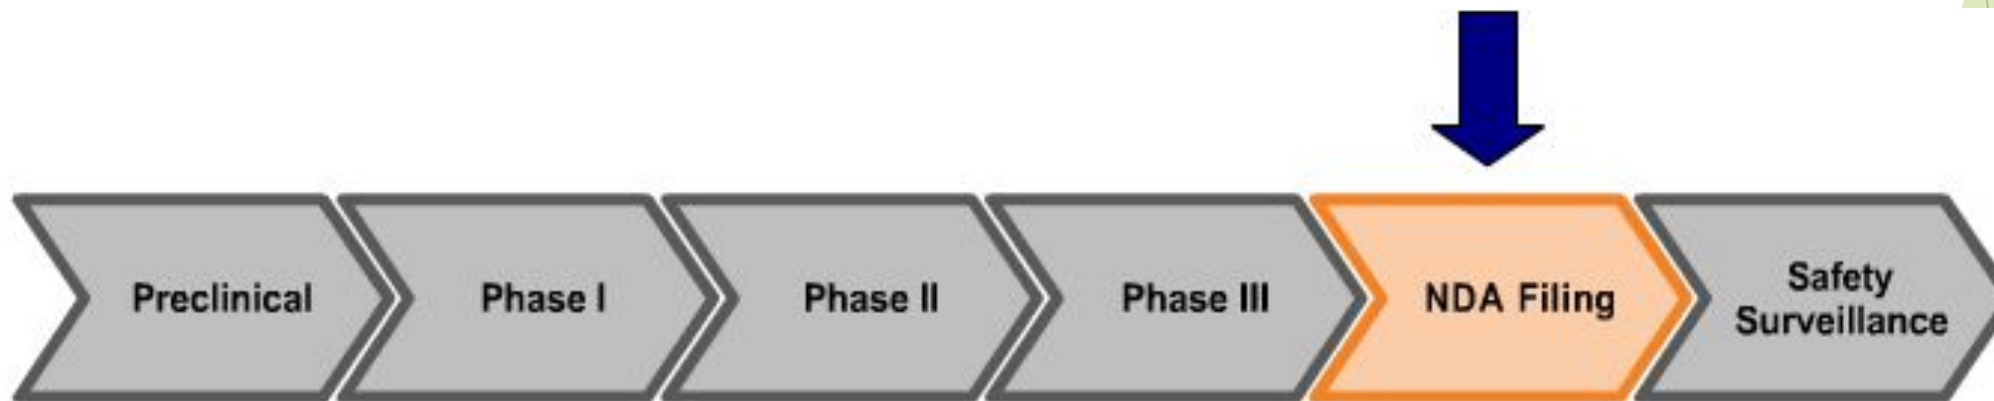 Preclinical
Phase I
Phase II
Phase III
NDA Filing
Safety
Surveillance